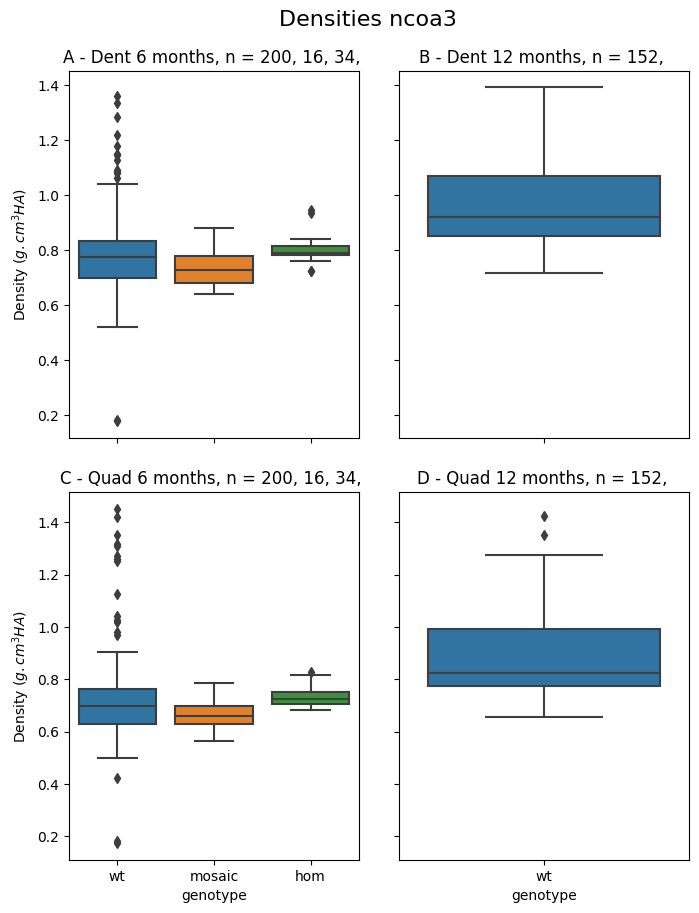 Densities ncoa3
A - Dent 6 months, n = 200, 16, 34,
B - Dent 12 months, n = 152,
1.4
1.2
1.0
0.8
0.6
0.4
0.2
Density (g.cm³HA)
C - Quad 6 months, n = 200, 16, 34,
D - Quad 12 months, n = 152,
1.4
1.2
1.0
0.8
0.6
0.4
0.2
Density (g.cm³HA)
wt mosaic hom
genotype
wt
genotype